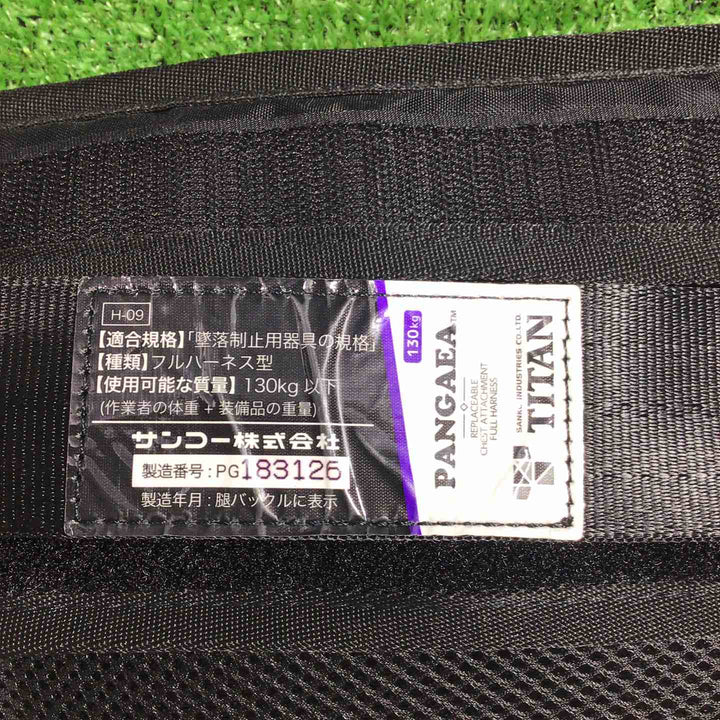 H-09
【適合規格】「墜落制止用器具の規格」
【種類】フルハーネス型
【使用可能な質量】130kg 以下
(作業者の体重 + 装備品の重量)
サンコー株式会社
製造番号:PG183126
製造年月:腿バックルに表示
130kg
PANGAEA™
REPLACEABLE
CHEST ATTACHMENT
FULL HARNESS
SANKO INDUSTRIES CO.,LTD.
TITAN